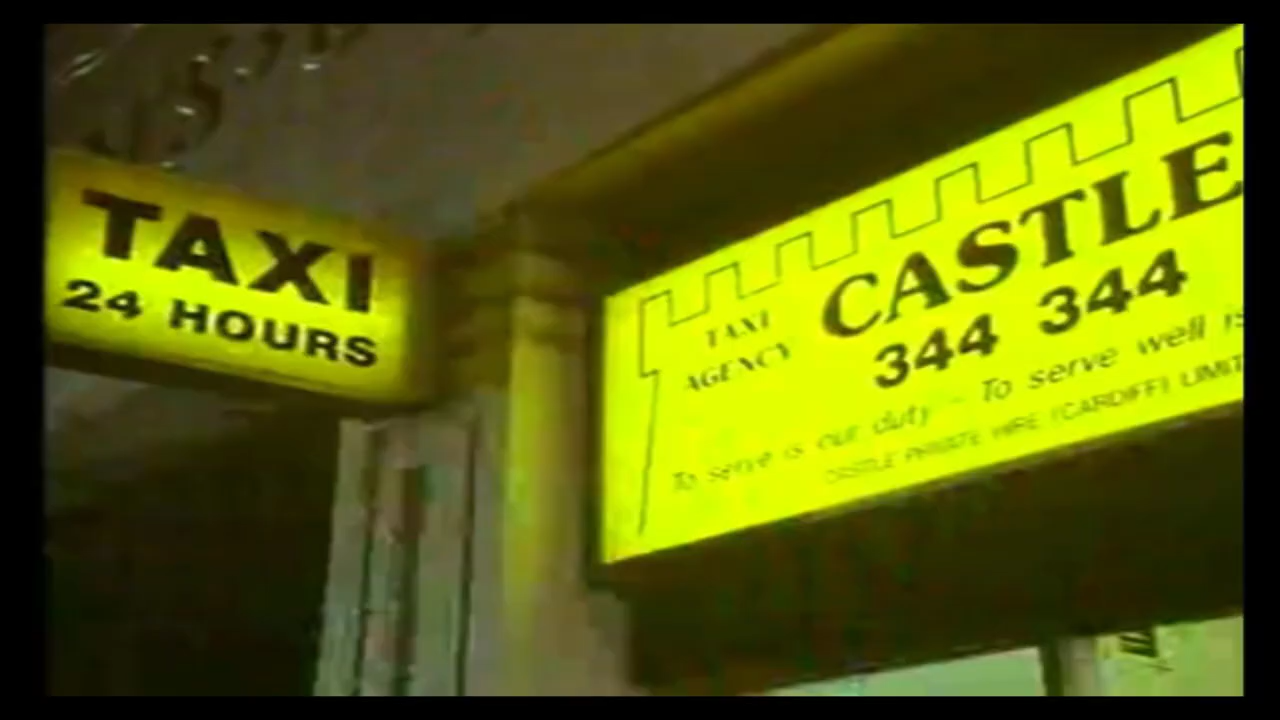 TAXI
24 HOURS
TAXI
AGENCY
CASTLE
344 344
To serve is our duty - To serve well is
CASTLE PRIVATE HIRE (CARDIFF) LIMIT